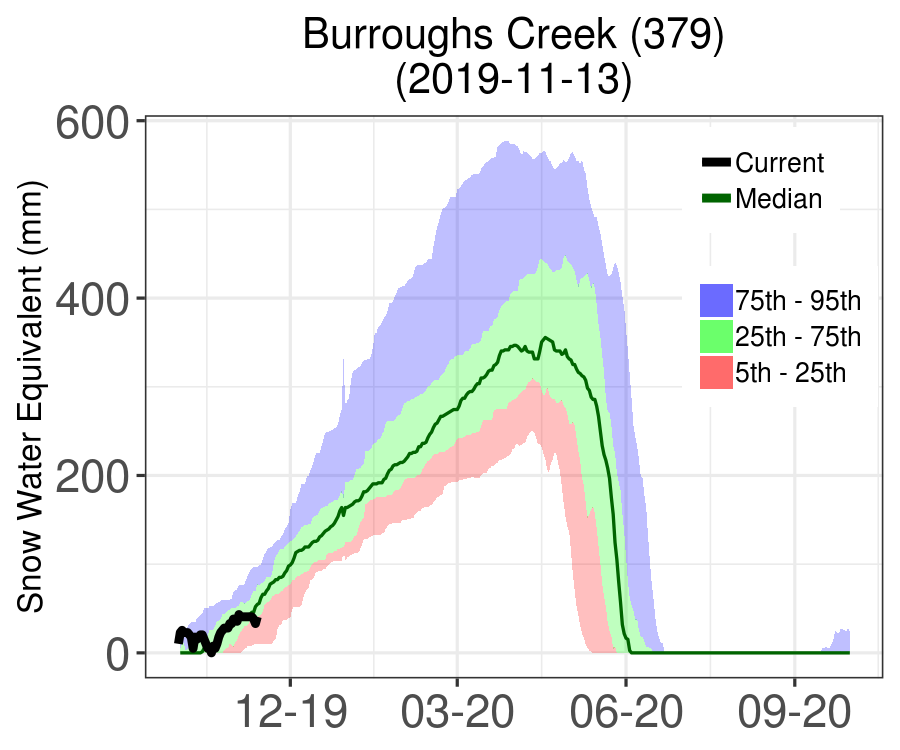 Burroughs Creek (379)
(2019-11-13)
Snow Water Equivalent (mm)
600
400
200
0
Current
Median
75th - 95th
25th - 75th
5th - 25th
12-19
03-20
06-20
09-20